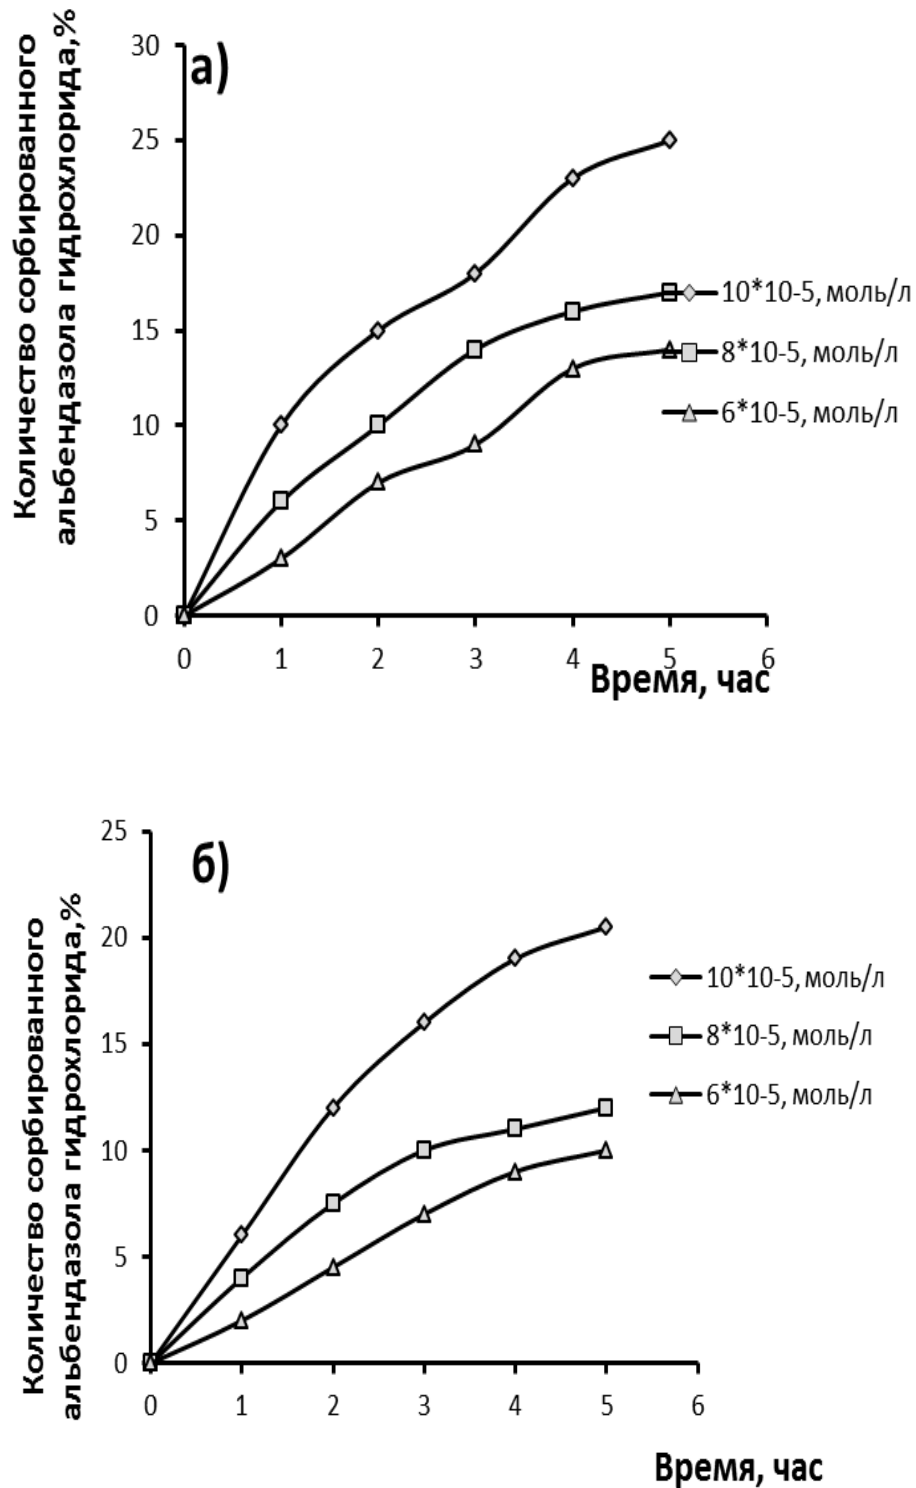 Количество сорбированного
альбендазола гидрохлорида,%
а)
30
25
20
15
10
5
0
0 1 2 3 4 5 6
Время, час
10*10-5, моль/л
8*10-5, моль/л
6*10-5, моль/л
Количество сорбированного
альбендазола гидрохлорида,%
б)
25
20
15
10
5
0
0 1 2 3 4 5 6
Время, час
10*10-5, моль/л
8*10-5, моль/л
6*10-5, моль/л